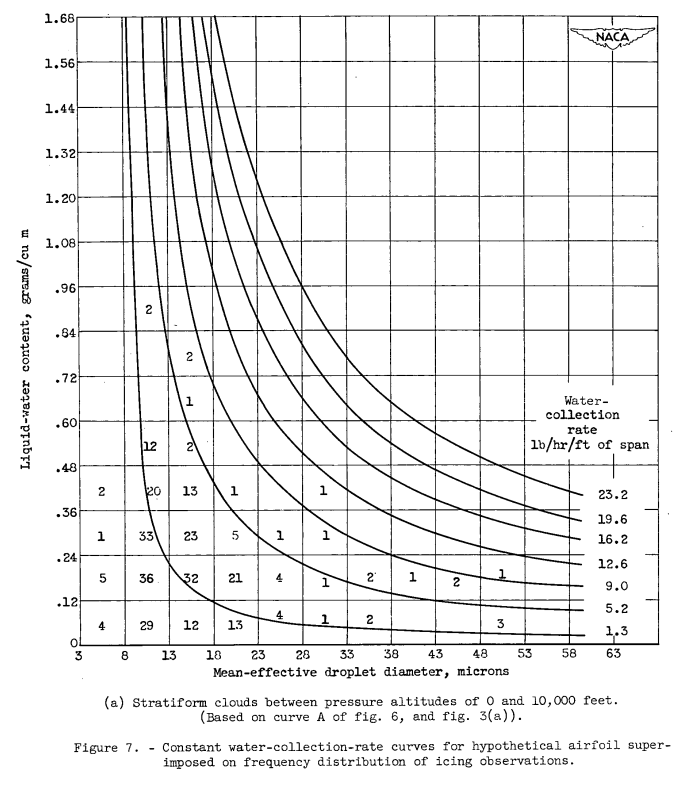 1.68
NACA
1.56
1.44
1.32
1.20
1.08
.96
2
.84
2
.72
1
Water-
collection
rate
lb/hr/ft of span
.60
12 2
.48
2 20 13 1 1
23.2
.36
19.6
1 33 23 5 1 1
16.2
.24
12.6
5 36 32 21 4 1 2 1 2 1
9.0
.12
5.2
4 29 12 13 4 1 2 3
1.3
0
3 8 13 18 23 28 33 38 43 48 53 58 63
Liquid-water content, grams/cu m
Mean-effective droplet diameter, microns
(a) Stratiform clouds between pressure altitudes of 0 and 10,000 feet.
(Based on curve A of fig. 6, and fig. 3(a)).
Figure 7. - Constant water-collection-rate curves for hypothetical airfoil super-
imposed on frequency distribution of icing observations.